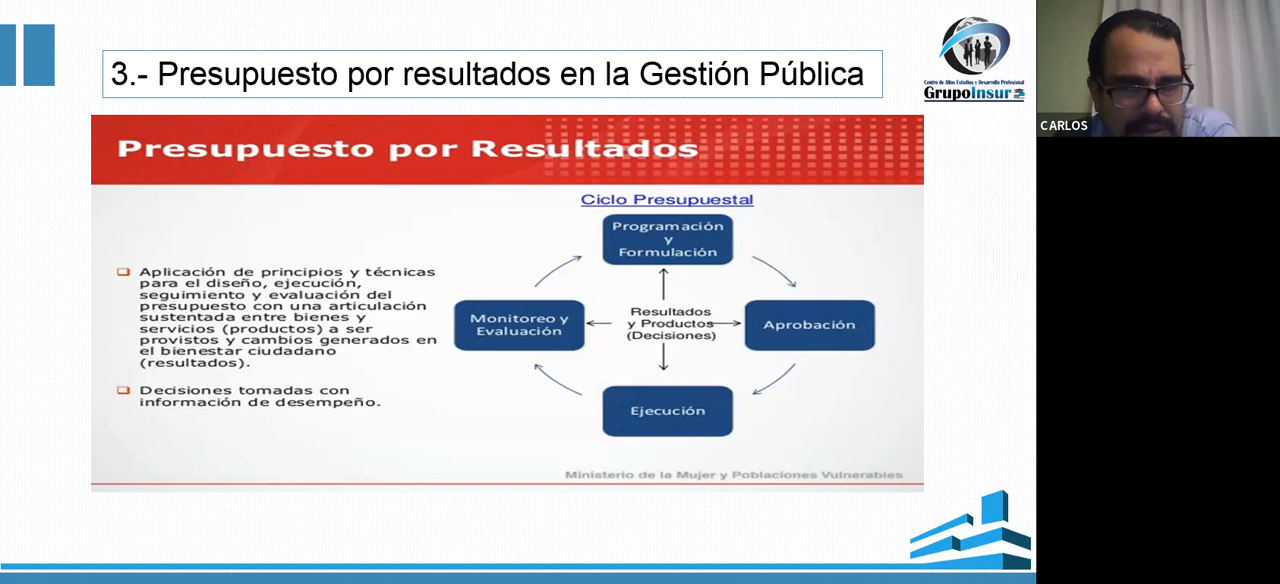 3.- Presupuesto por resultados en la Gestión Pública
Centro de Altos Estudios y Desarrollo Profesional
GrupoInsur
CARLOS
Presupuesto por Resultados
Ciclo Presupuestal
Programación
y
Formulación
Aplicación de principios y técnicas
para el diseño, ejecución,
seguimiento y evaluación del
presupuesto con una articulación
sustentada entre bienes y
servicios (productos) a ser
provistos y cambios generados en
el bienestar ciudadano
(resultados).
Decisiones tomadas con
información de desempeño.
Monitoreo y
Evaluación
Resultados
y Productos
(Decisiones)
Aprobación
Ejecución
Ministerio de la Mujer y Poblaciones Vulnerables